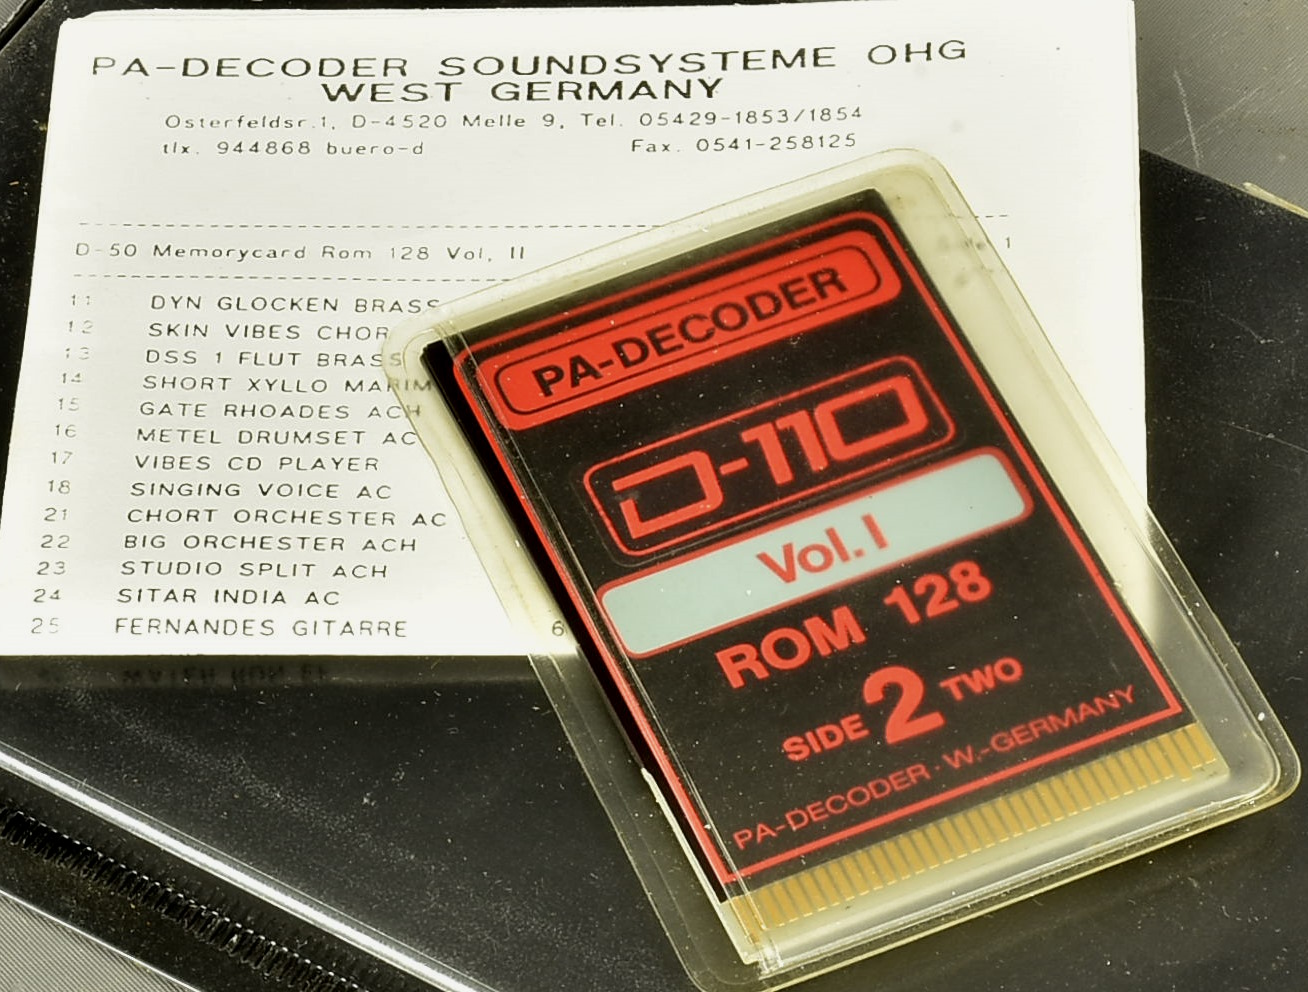 PA-DECODER SOUNDSYSTEME OHG
WEST GERMANY
Osterfeldsr.1, D-4520 Melle 9, Tel. 05429-1853/1854
tlx. 944868 buero-d Fax. 0541-258125
D-50 Memorycard Rom 128 Vol, II 1
11 DYN GLOCKEN BRASS
12 SKIN VIBES CHOR
13 DSS 1 FLUT BRASS
14 SHORT XYLLO MARIM
15 GATE RHOADES ACH
16 METEL DRUMSET AC
17 VIBES CD PLAYER
18 SINGING VOICE AC
21 CHORT ORCHESTER AC
22 BIG ORCHESTER ACH
23 STUDIO SPLIT ACH
24 SITAR INDIA AC
25 FERNANDES GITARRE 6
PA-DECODER
D-110
Vol. I
ROM 128
SIDE 2 TWO
PA-DECODER · W.-GERMANY